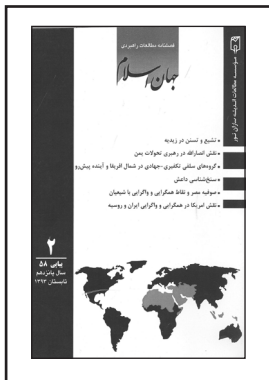 فصلنامه مطالعات راهبردی
جهان اسلام
مؤسسه مطالعات اندیشه‌سازان نور
• تشیع و تسنن در زیدیه
• نقش انصارالله در رهبری تحولات یمن
• گروه‌های سلفی تکفیری-جهادی در شمال افریقا و آینده پیش‌رو
• سنخ‌شناسی داعش
• صوفیه مصر و نقاط همگرایی و واگرایی با شیعیان
• نقش امریکا در همگرایی و واگرایی ایران و روسیه
۲
پیاپی ۵۸
سال پانزدهم
تابستان ۱۳۹۳